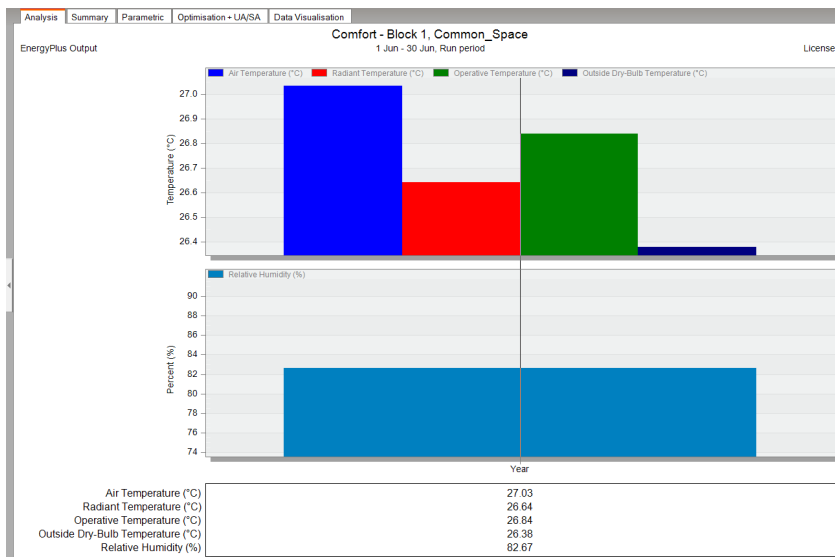 Analysis Summary Parametric Optimisation + UA/SA Data Visualisation
Comfort - Block 1, Common_Space
EnergyPlus Output 1 Jun - 30 Jun, Run period License
Air Temperature (°C) Radiant Temperature (°C) Operative Temperature (°C) Outside Dry-Bulb Temperature (°C)
27.0
26.9
26.8
26.7
26.6
26.5
26.4
Temperature (°C)
Relative Humidity (%)
90
88
86
84
82
80
78
76
74
Percent (%)
Year
Air Temperature (°C) 27.03
Radiant Temperature (°C) 26.64
Operative Temperature (°C) 26.84
Outside Dry-Bulb Temperature (°C) 26.38
Relative Humidity (%) 82.67